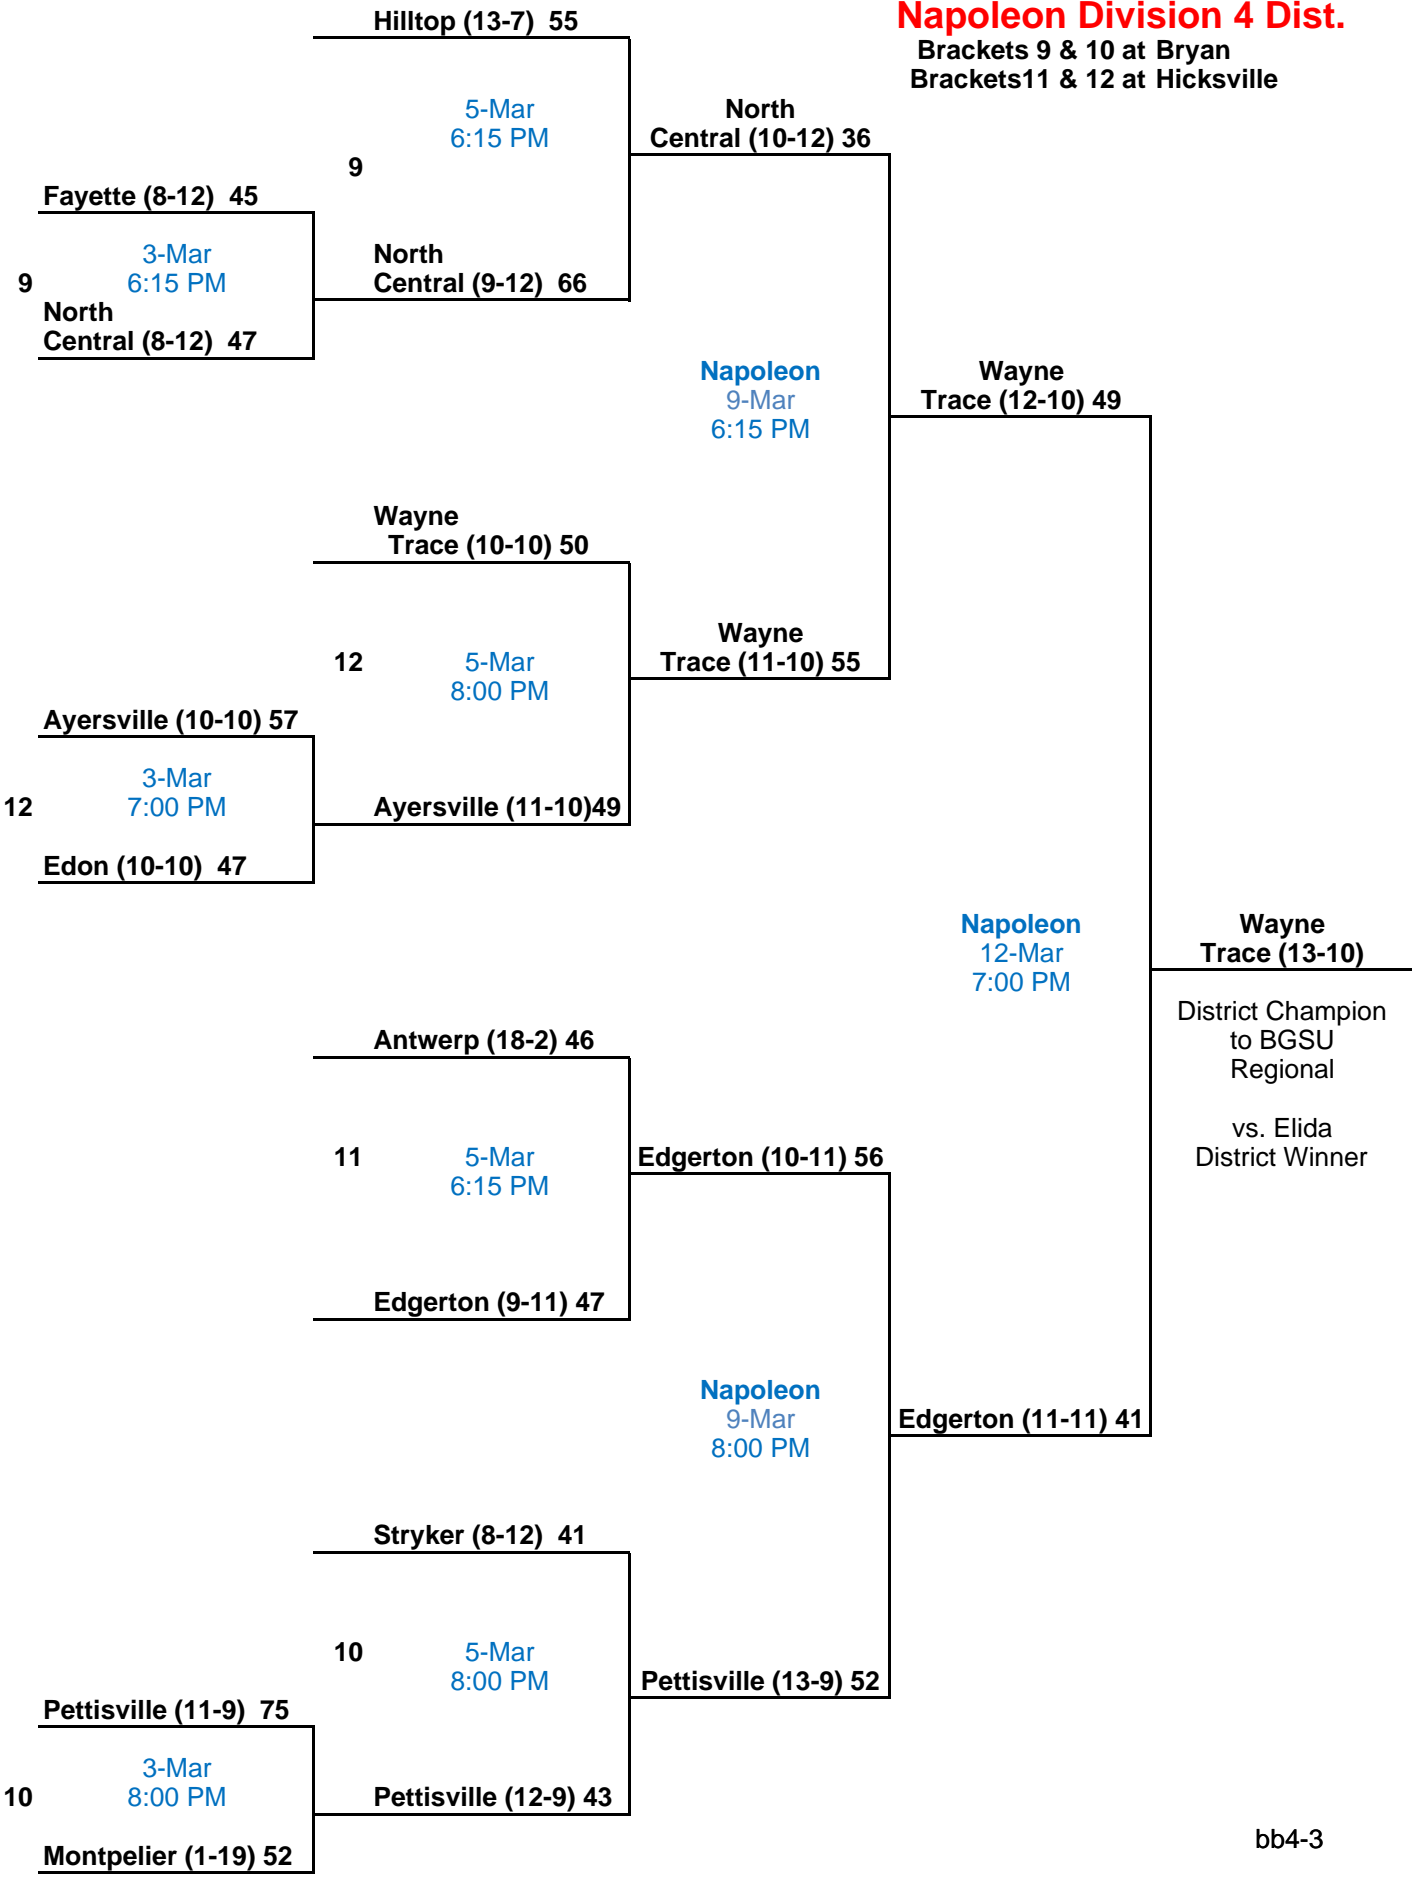 Hilltop (13-7)  55
Napoleon Division 4 Dist.
Brackets 9 & 10 at Bryan
Brackets11 & 12 at Hicksville
5-Mar
6:15 PM
North
Central (10-12) 36
9
Fayette (8-12)  45
3-Mar
6:15 PM
9
North
Central (9-12)  66
North
Central (8-12)  47
Napoleon
9-Mar
6:15 PM
Wayne
Trace (12-10) 49
Wayne
Trace (10-10) 50
12
5-Mar
8:00 PM
Wayne
Trace (11-10) 55
Ayersville (10-10) 57
3-Mar
7:00 PM
12
Ayersville (11-10)49
Edon (10-10)  47
Napoleon
12-Mar
7:00 PM
Wayne
Trace (13-10)
District Champion
to BGSU
Regional
vs. Elida
District Winner
Antwerp (18-2) 46
11
5-Mar
6:15 PM
Edgerton (10-11) 56
Edgerton (9-11) 47
Napoleon
9-Mar
8:00 PM
Edgerton (11-11) 41
Stryker (8-12)  41
10
5-Mar
8:00 PM
Pettisville (13-9) 52
Pettisville (11-9)  75
3-Mar
8:00 PM
10
Pettisville (12-9) 43
Montpelier (1-19) 52
bb4-3